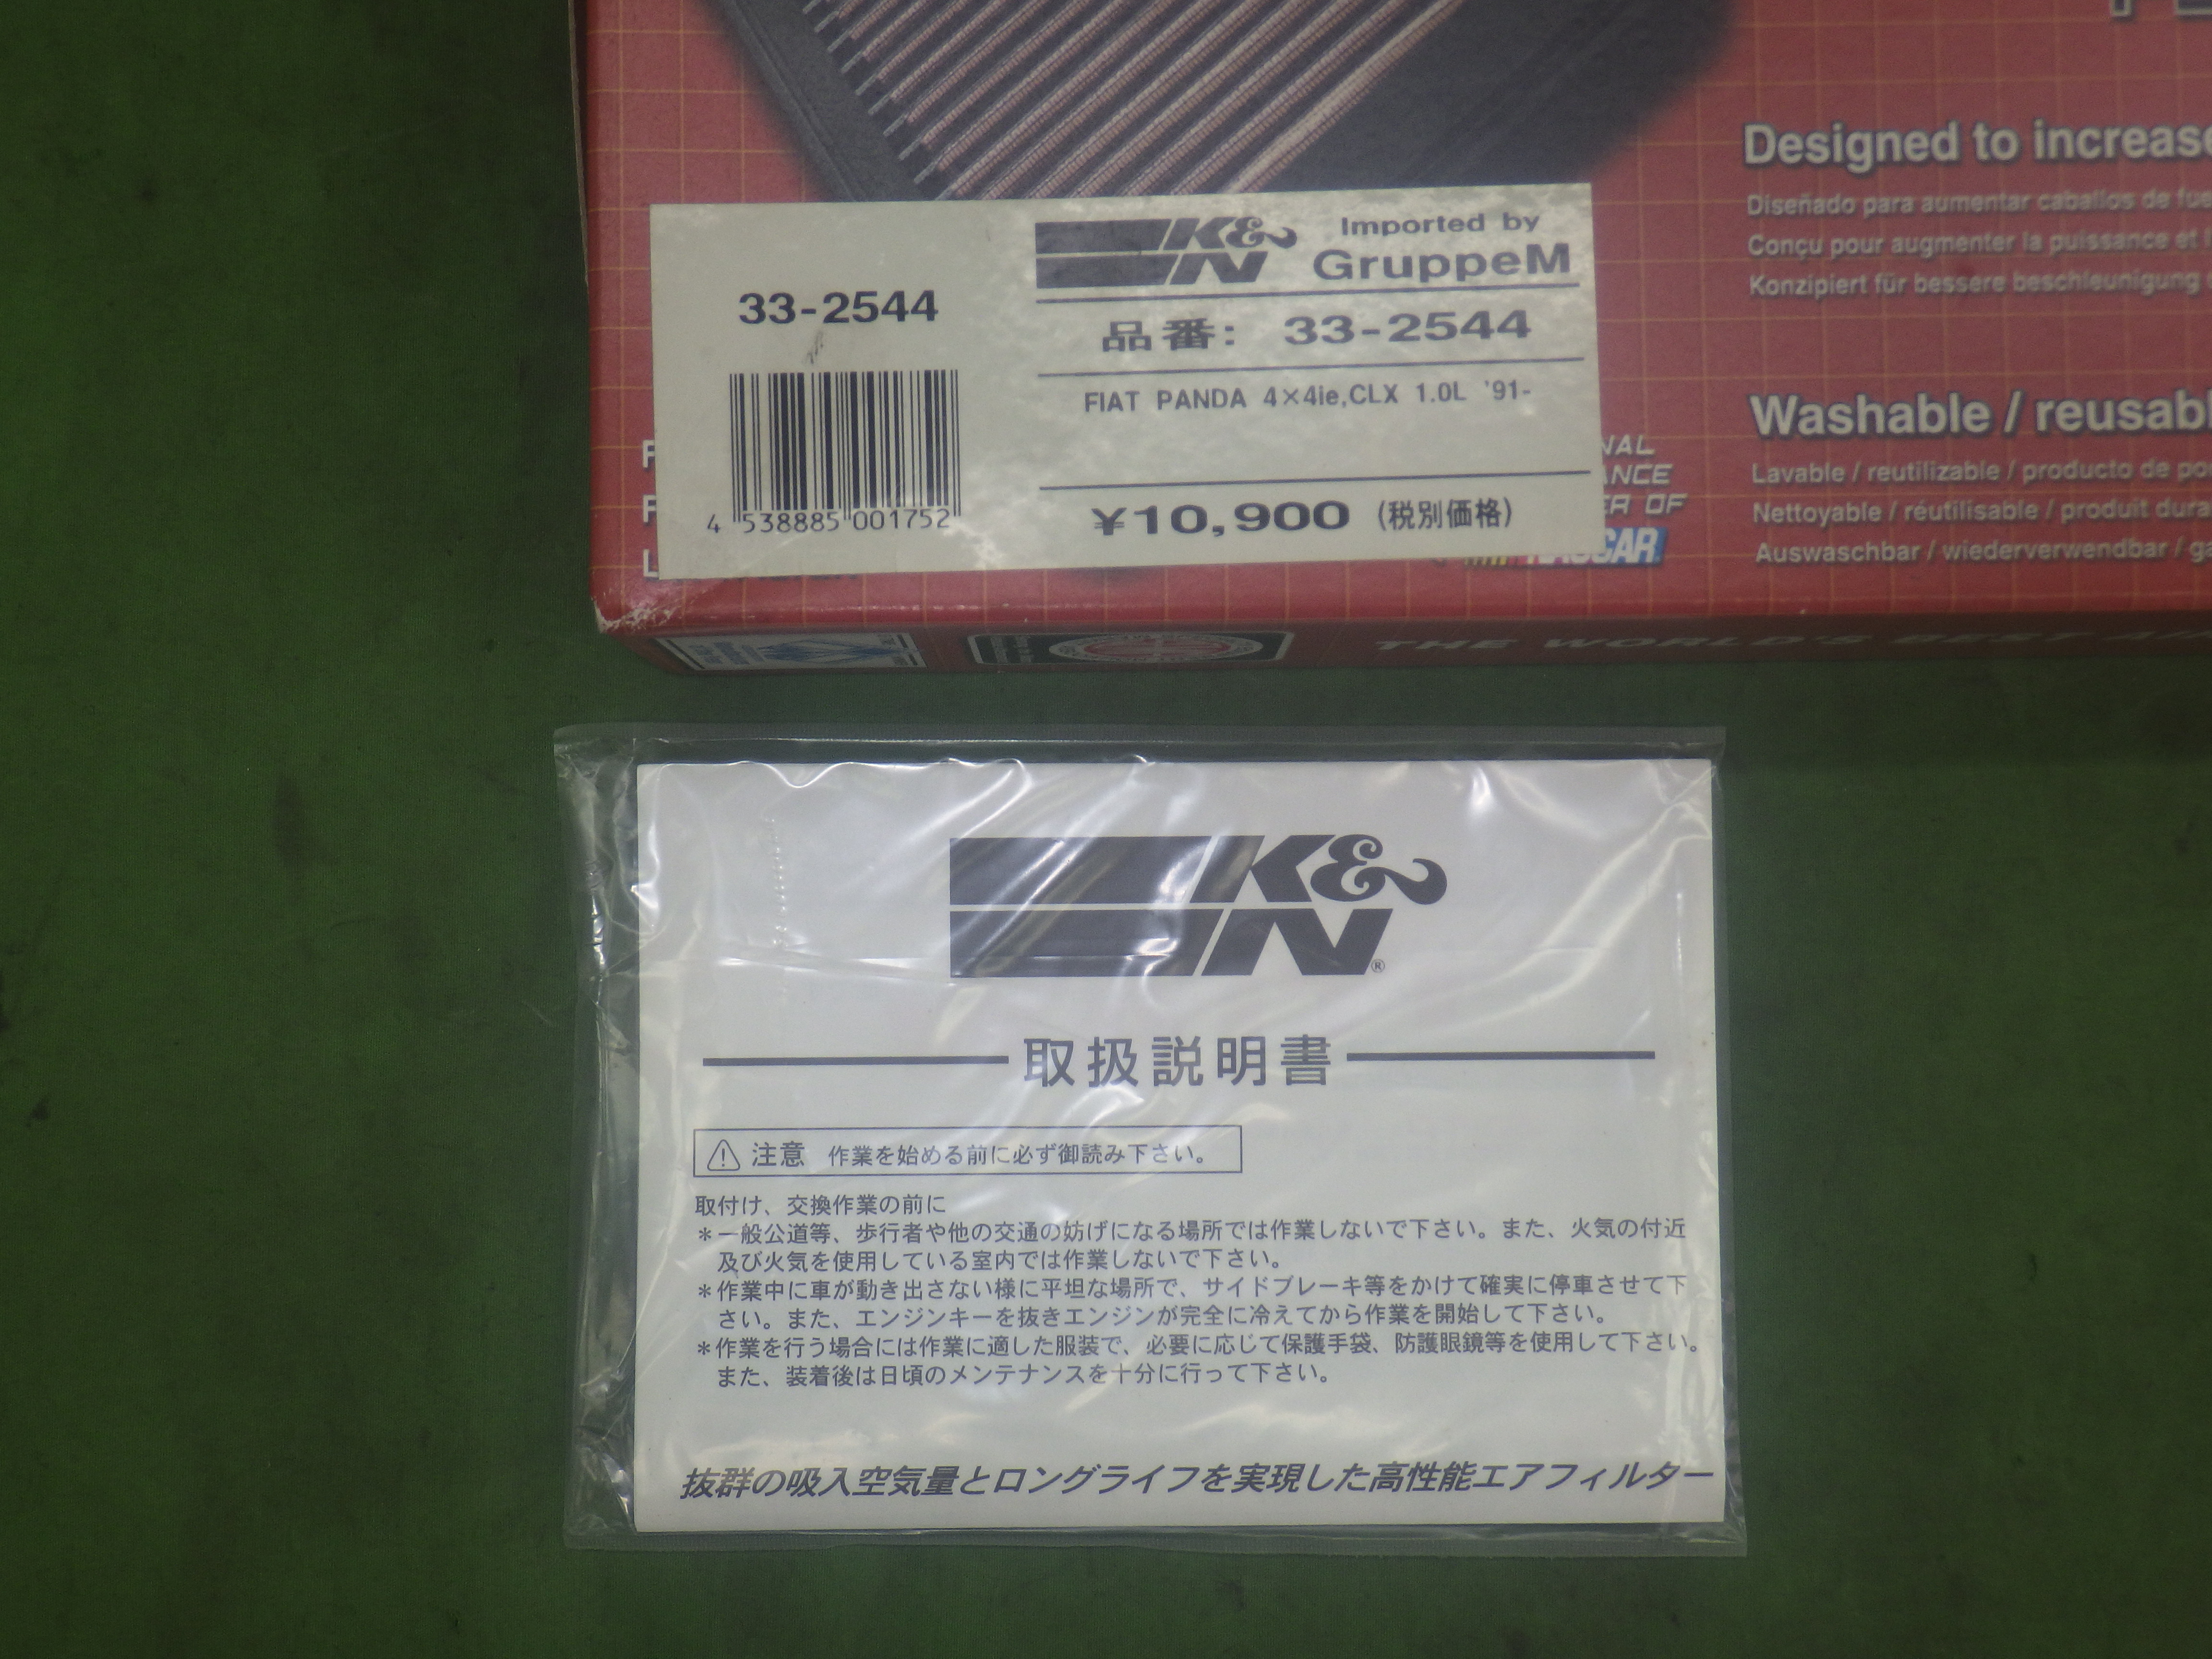 Designed to increase
Diseñado para aumentar caballos de fue
Conçu pour augmenter la puissance et l
Konzipiert für bessere beschleunigung
Washable / reusabl
Lavable / reutilizable / producto de po
Nettoyable / réutilisable / produit dura
Auswaschbar / wiederverwendbar / ga
K&N
Imported by
GruppeM
33-2544
品番: 33-2544
FIAT PANDA 4×4ie,CLX 1.0L '91-
¥10,900 (税別価格)
4 538885 001752
NAL
ANCE
ER OF
NASCAR
THE WORLD'S BEST AI
K&N®
取扱説明書
⚠ 注意 作業を始める前に必ず御読み下さい。
取付け、交換作業の前に
*一般公道等、歩行者や他の交通の妨げになる場所では作業しないで下さい。また、火気の付近
及び火気を使用している室内では作業しないで下さい。
*作業中に車が動き出さない様に平坦な場所で、サイドブレーキ等をかけて確実に停車させて下
さい。また、エンジンキーを抜きエンジンが完全に冷えてから作業を開始して下さい。
*作業を行う場合には作業に適した服装で、必要に応じて保護手袋、防護眼鏡等を使用して下さい。
また、装着後は日頃のメンテナンスを十分に行って下さい。
抜群の吸入空気量とロングライフを実現した高性能エアフィルター